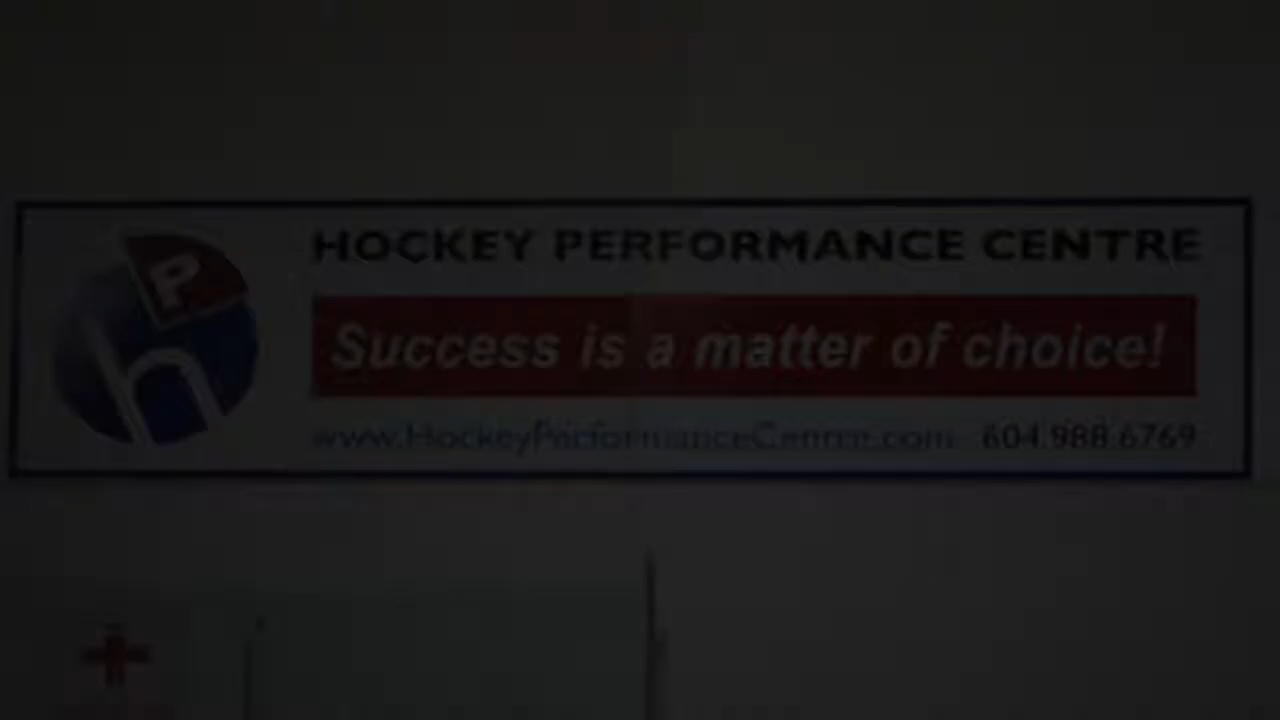 P
h
HOCKEY PERFORMANCE CENTRE
Success is a matter of choice!
www.HockeyPerformanceCentre.com 604.988.6769